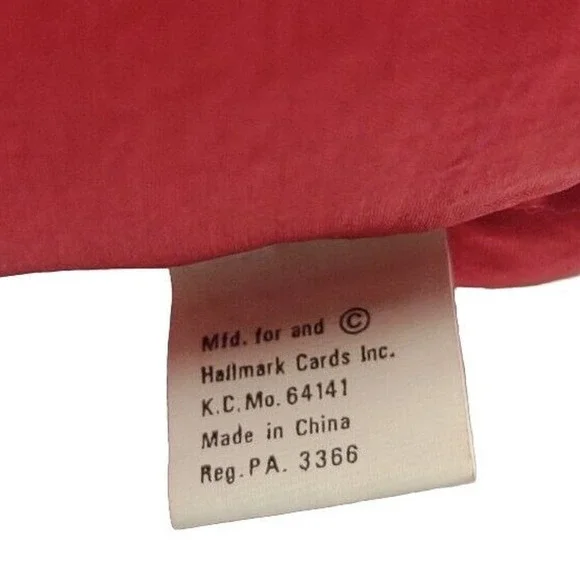 Mfd. for and ©
Hallmark Cards Inc.
K.C.Mo. 64141
Made in China
Reg. PA. 3366